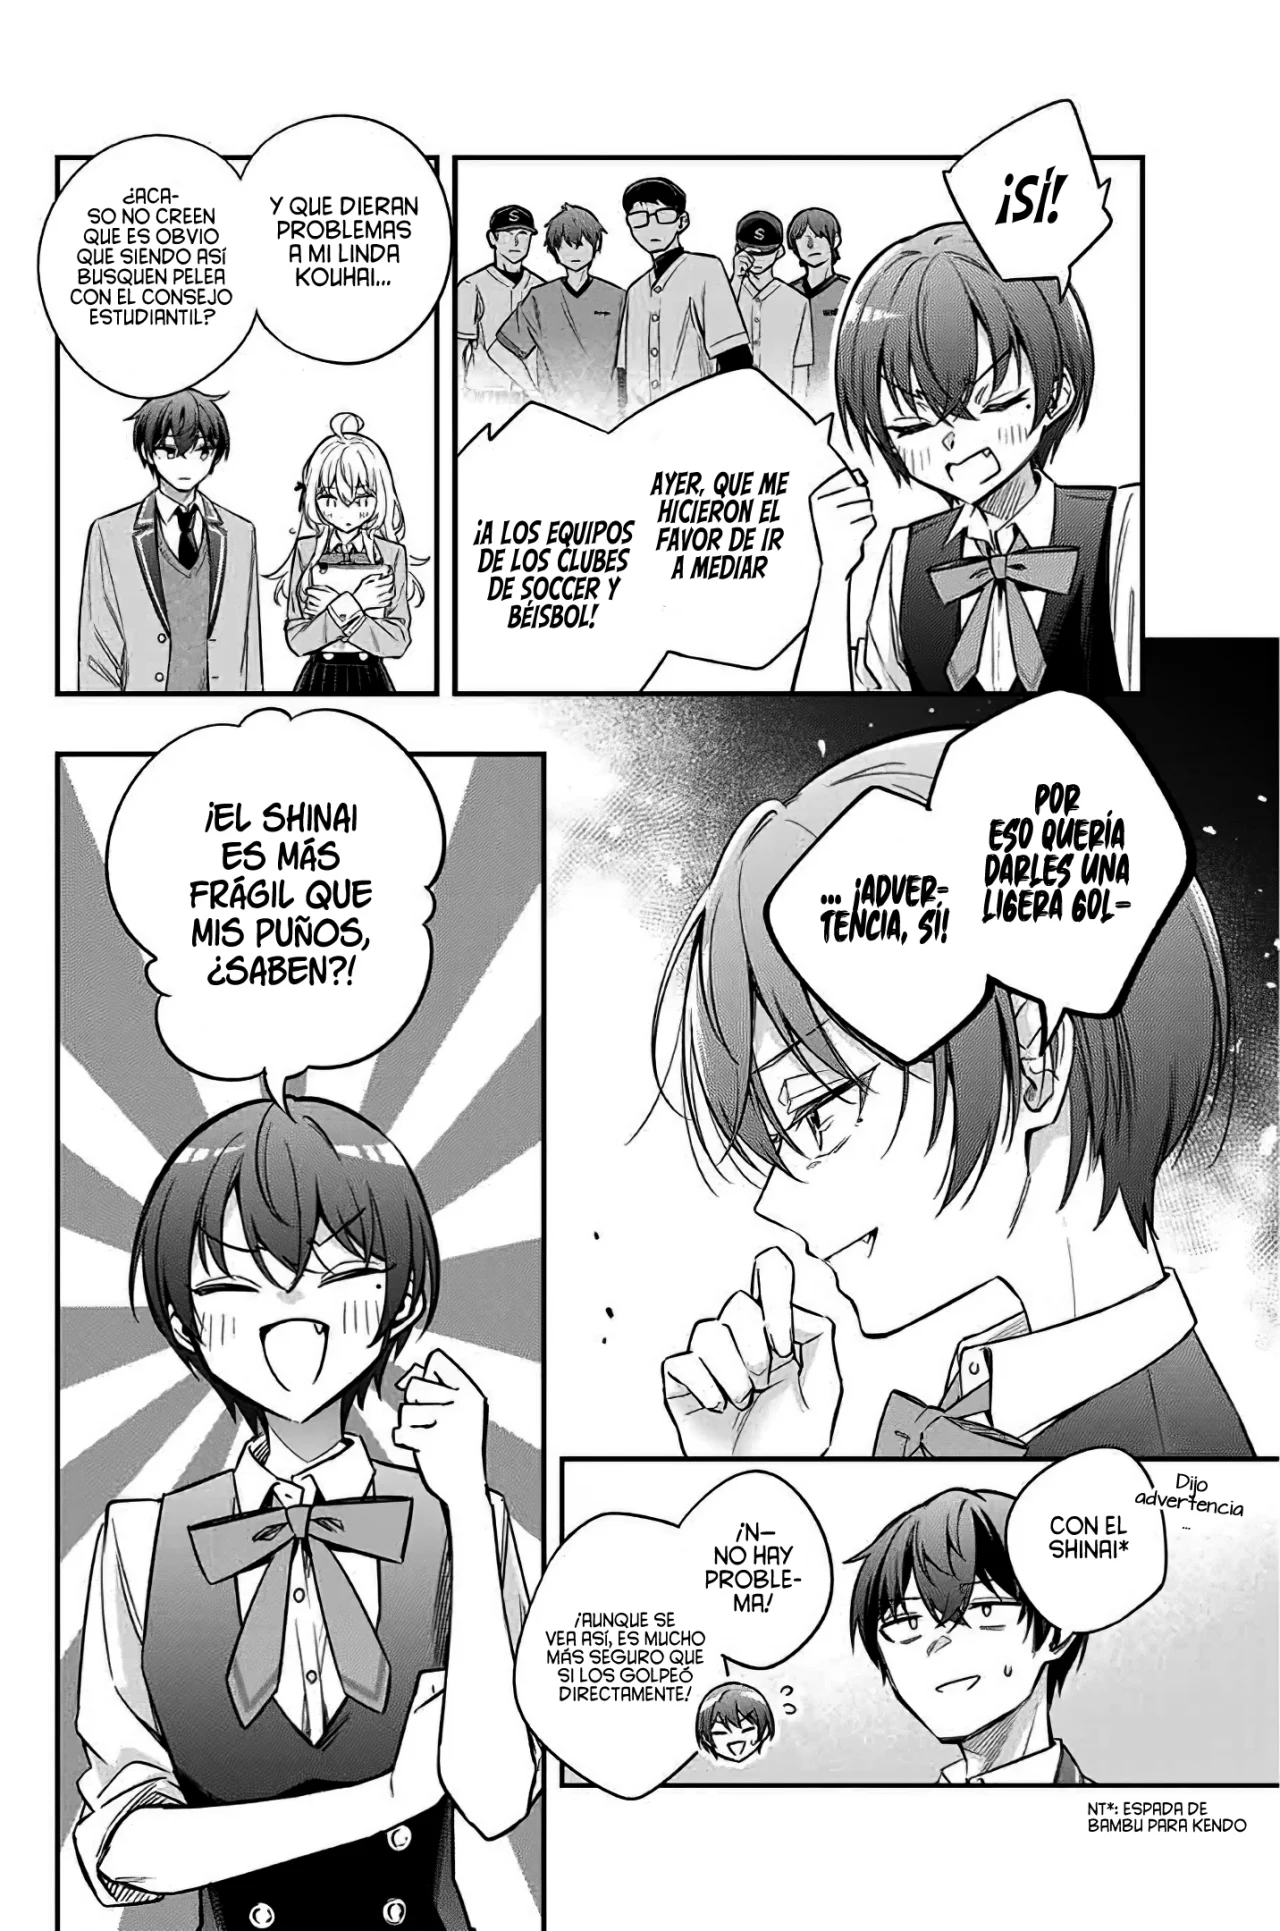 ¡SÍ!
AYER, QUE ME
HICIERON EL
FAVOR DE IR
A MEDIAR
¡A LOS EQUIPOS
DE LOS CLUBES
DE SOCCER Y
BÉISBOL!
S
S
Y QUE DIERAN
PROBLEMAS
A MI LINDA
KOUHAI...
¿ACA-
SO NO CREEN
QUE ES OBVIO
QUE SIENDO ASÍ
BUSQUEN PELEA
CON EL CONSEJO
ESTUDIANTIL?
POR
ESO QUERÍA
DARLES UNA
LIGERA GOL-
... ¡ADVER-
TENCIA, SÍ!
¡EL SHINAI
ES MÁS
FRÁGIL QUE
MIS PUÑOS,
¿SABEN?!
Dijo
advertencia
...
CON EL
SHINAI*
¡N-
NO HAY
PROBLE-
MA!
¡AUNQUE SE
VEA ASÍ, ES MUCHO
MÁS SEGURO QUE
SI LOS GOLPEÓ
DIRECTAMENTE!
NT*: ESPADA DE
BAMBU PARA KENDO